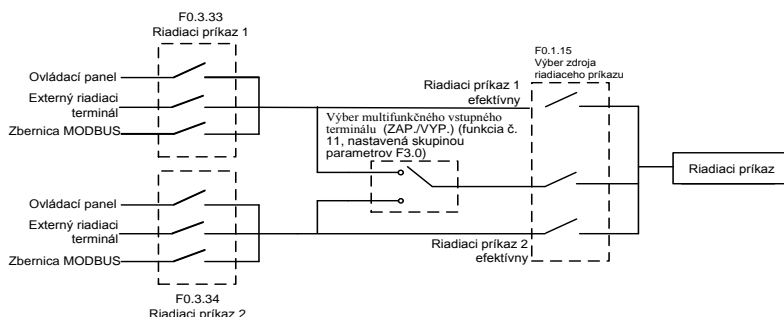 F0.3.33
Riadiaci príkaz 1
Ovládací panel
Externý riadiaci
terminál
Zbernica MODBUS
Riadiaci príkaz 1
efektívny
F0.1.15
Výber zdroja
riadiaceho príkazu
Výber multifunkčného vstupného
terminálu (ZAP./VYP.) (funkcia č.
11, nastavená skupinou
parametrov F3.0)
Riadiaci príkaz
Ovládací panel
Externý riadiaci
terminál
Zbernica MODBUS
Riadiaci príkaz 2
efektívny
F0.3.34
Riadiaci príkaz 2